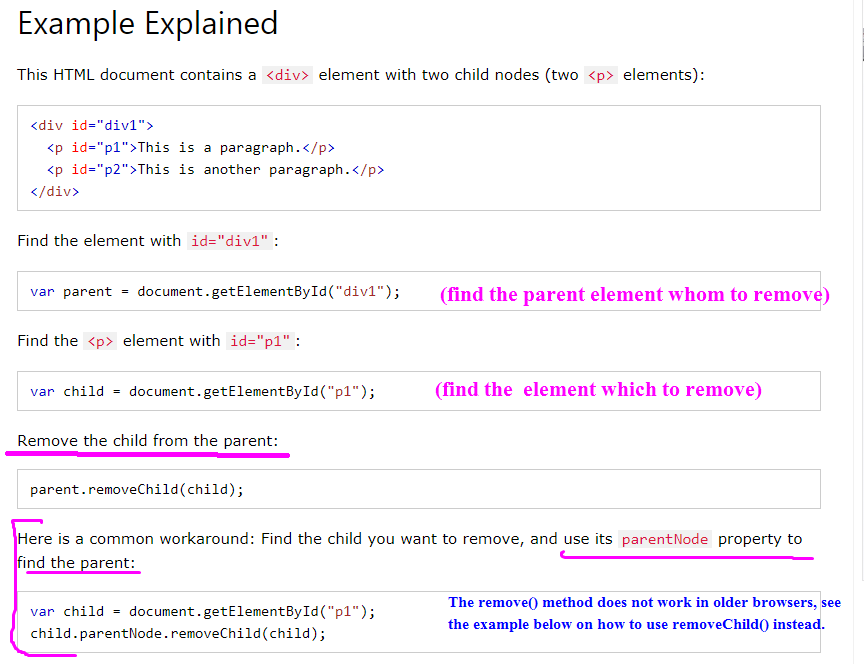 Example Explained
This HTML document contains a <div> element with two child nodes (two <p> elements):
<div id="div1">
  <p id="p1">This is a paragraph.</p>
  <p id="p2">This is another paragraph.</p>
</div>
Find the element with id="div1":
var parent = document.getElementById("div1"); (find the parent element whom to remove)
Find the <p> element with id="p1":
var child = document.getElementById("p1"); (find the element which to remove)
Remove the child from the parent:
parent.removeChild(child);
Here is a common workaround: Find the child you want to remove, and use its parentNode property to
find the parent:
var child = document.getElementById("p1");
child.parentNode.removeChild(child);
The remove() method does not work in older browsers, see
the example below on how to use removeChild() instead.